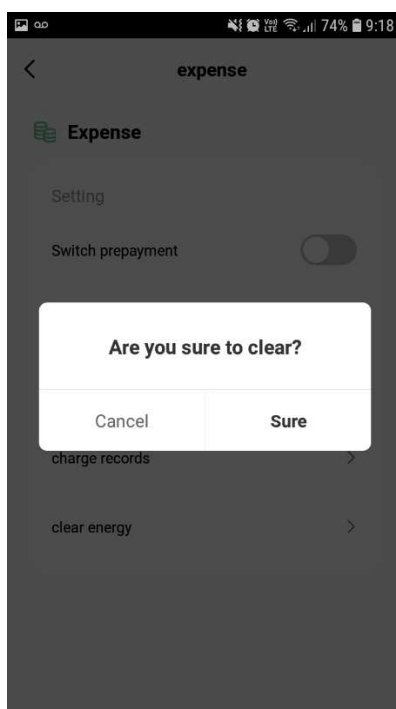 74% 9:18
expense
Expense
Setting
Switch prepayment
Are you sure to clear?
Cancel Sure
charge records
clear energy